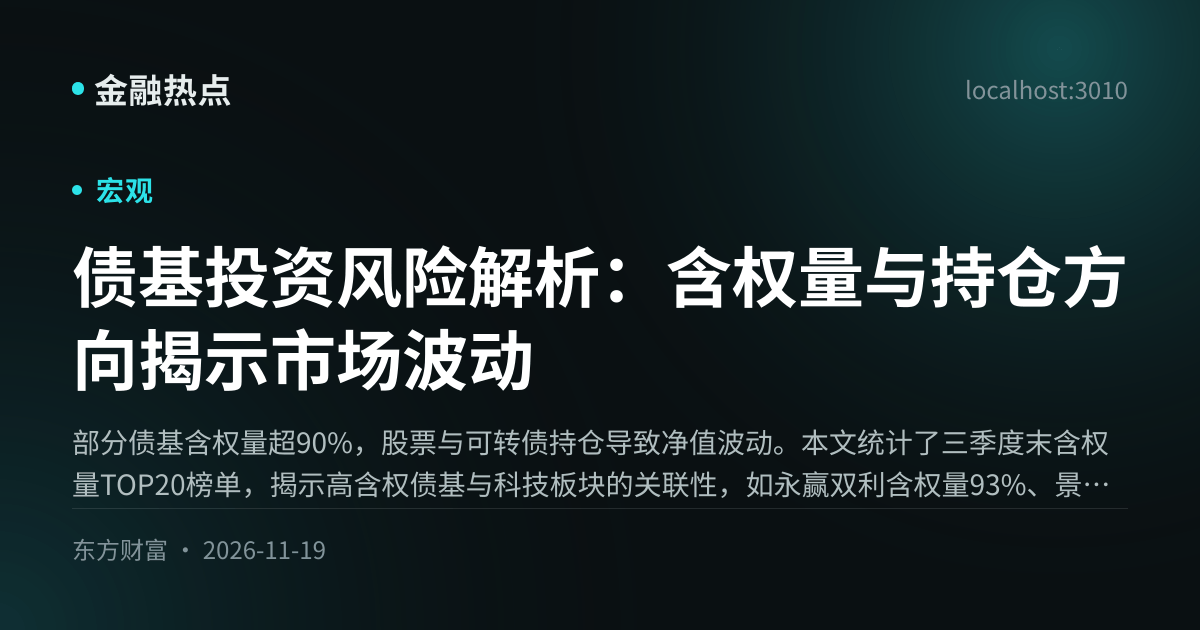 金融热点
localhost:3010
宏观
债基投资风险解析：含权量与持仓方
向揭示市场波动
部分债基含权量超90%，股票与可转债持仓导致净值波动。本文统计了三季度末含权
量TOP20榜单，揭示高含权债基与科技板块的关联性，如永赢双利含权量93%、景…
东方财富 • 2026-11-19